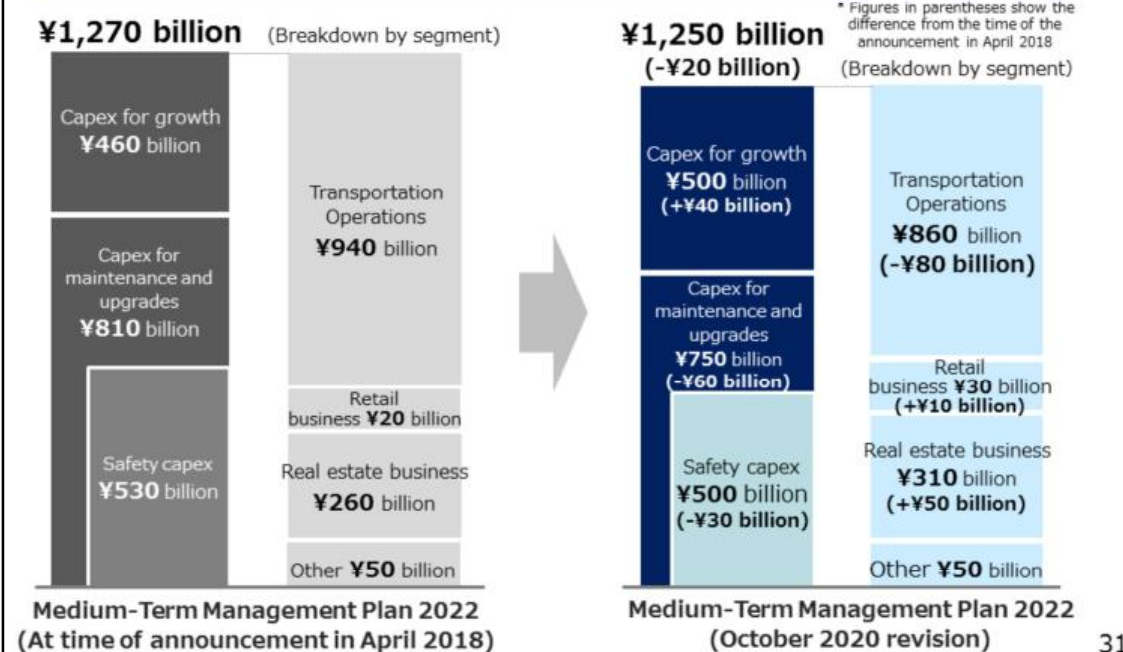 ¥1,270 billion (Breakdown by segment)
Capex for growth
¥460 billion
Capex for
maintenance and
upgrades
¥810 billion
Safety capex
¥530 billion
Transportation
Operations
¥940 billion
Retail
business ¥20 billion
Real estate business
¥260 billion
Other ¥50 billion
Medium-Term Management Plan 2022
(At time of announcement in April 2018)
* Figures in parentheses show the
difference from the time of the
announcement in April 2018
¥1,250 billion
(-¥20 billion) (Breakdown by segment)
Capex for growth
¥500 billion
(+¥40 billion)
Capex for
maintenance and
upgrades
¥750 billion
(-¥60 billion)
Safety capex
¥500 billion
(-¥30 billion)
Transportation
Operations
¥860 billion
(-¥80 billion)
Retail
business ¥30 billion
(+¥10 billion)
Real estate business
¥310 billion
(+¥50 billion)
Other ¥50 billion
Medium-Term Management Plan 2022
(October 2020 revision)
31